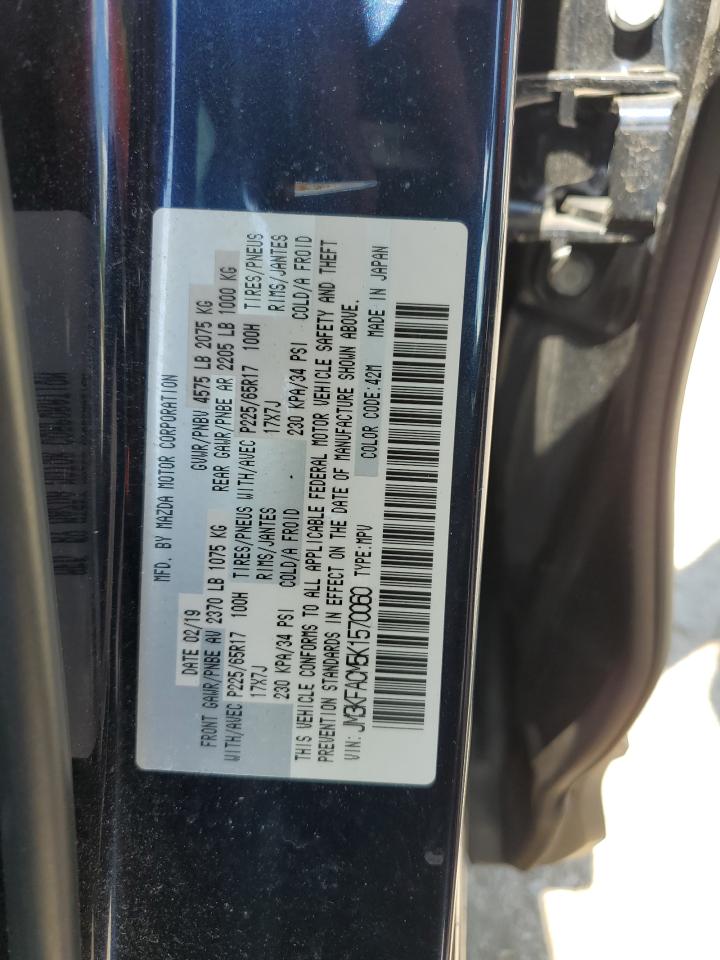 MFD. BY MAZDA MOTOR CORPORATION
DATE 02/19 GVWR/PNBV 4575 LB 2075 KG
FRONT GAWR/PNBE AV 2370 LB 1075 KG REAR GAWR/PNBE AR 2205 LB 1000 KG
WITH/AVEC P225/65R17 100H TIRES/PNEUS WITH/AVEC P225/65R17 100H TIRES/PNEUS
17X7J RIMS/JANTES 17X7J RIMS/JANTES
230 KPA/34 PSI COLD/A FROID 230 KPA/34 PSI COLD/A FROID
THIS VEHICLE CONFORMS TO ALL APPLICABLE FEDERAL MOTOR VEHICLE SAFETY AND THEFT
PREVENTION STANDARDS IN EFFECT ON THE DATE OF MANUFACTURE SHOWN ABOVE.
VIN: JM3KFACM5K1570060 TYPE:MPV COLOR CODE:42M MADE IN JAPAN